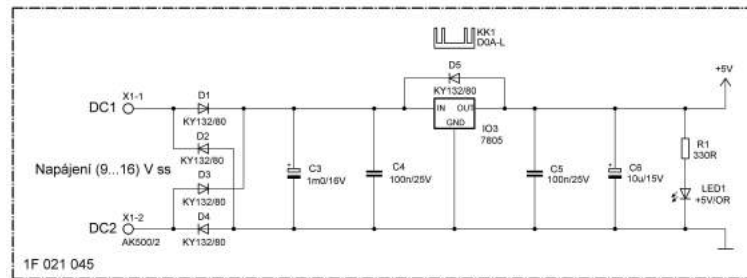 KK1
D0A-L
D5
KY132/80
+5V
X1-1
DC1
D1
KY132/80
IN OUT
GND
IO3
7805
D2
KY132/80
R1
330R
Napájení (9...16) V ss
C3
1m0/16V
C4
100n/25V
C5
100n/25V
C6
10u/15V
D3
KY132/80
LED1
+5V/OR
X1-2
DC2
D4
AK500/2
KY132/80
1F 021 045